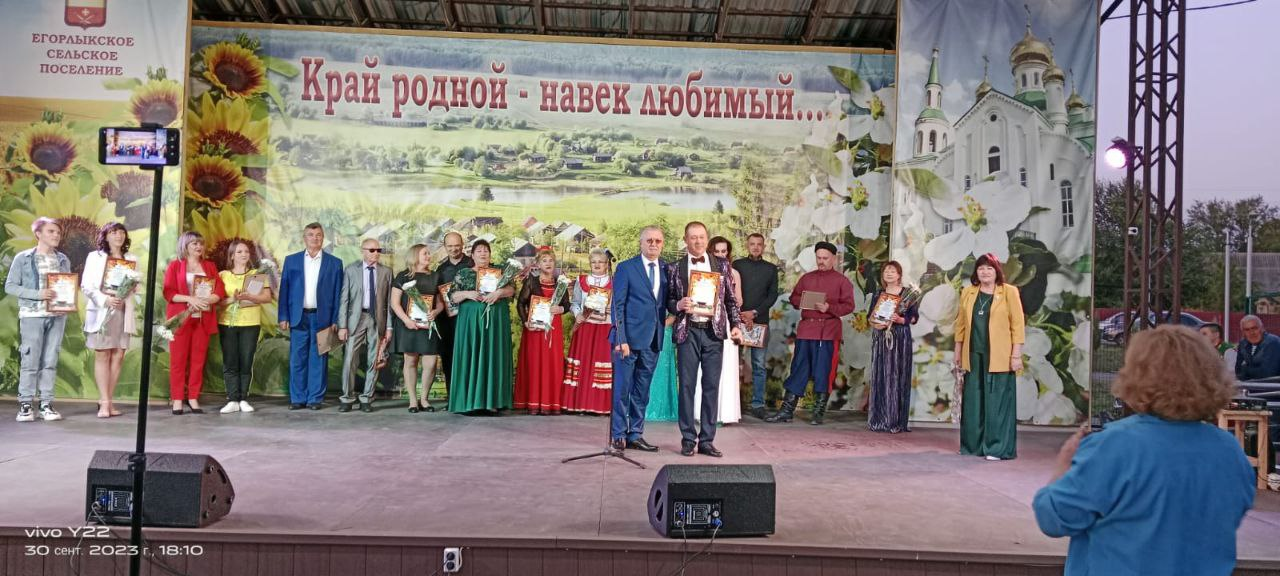 ЕГОРЛЫКСКОЕ
СЕЛЬСКОЕ
ПОСЕЛЕНИЕ
Край родной - навек любимый....
vivo Y22
30 сент. 2023 г., 18:10